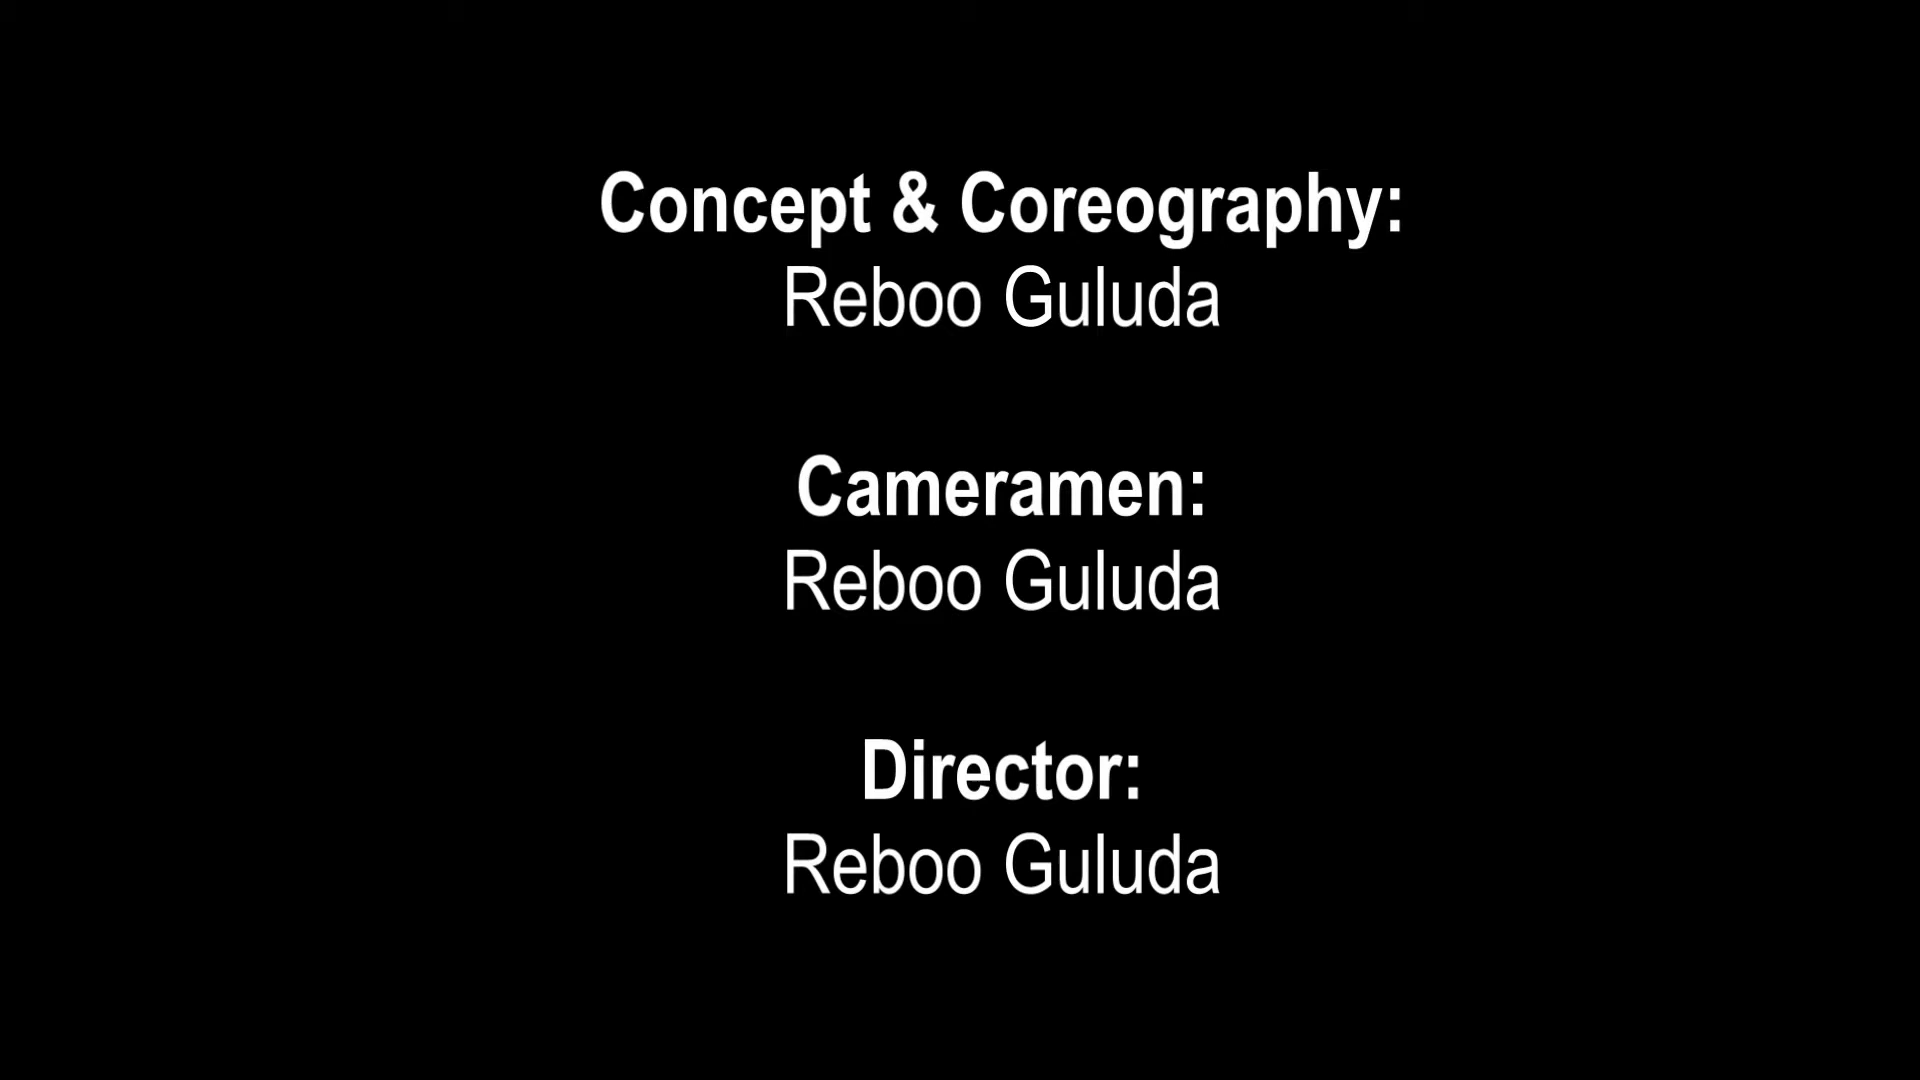 Concept & Coreography:
Reboo Guluda
Cameramen:
Reboo Guluda
Director:
Reboo Guluda